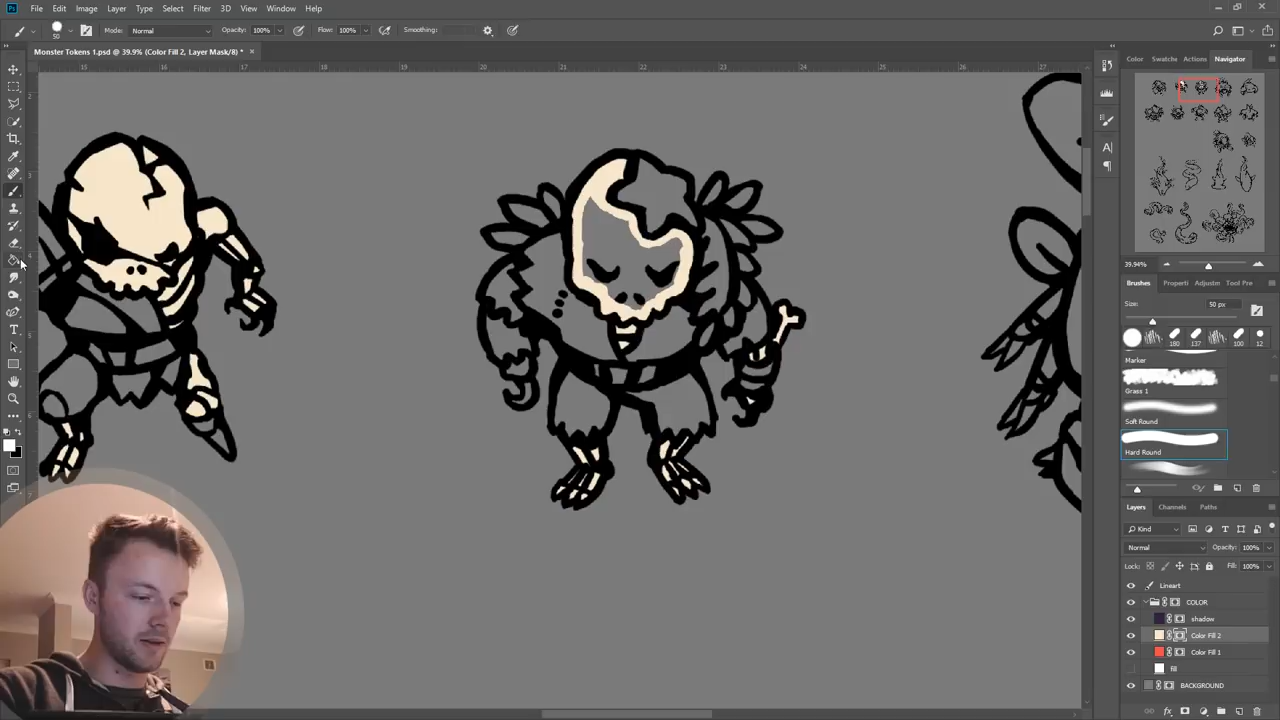 Ps File Edit Image Layer Type Select Filter 3D View Window Help
50 Mode: Normal Opacity: 100% Flow: 100% Smoothing:
Monster Tokens 1.psd @ 39.9% (Color Fill 2, Layer Mask/8) *
15 16 17 18 19 20 21 22 23 24 25 26 27
Color Swatche Actions Navigator
39.94%
Brushes Properti Adjustm Tool Pre
Size: 50 px
180 137 100 12
Marker
Grass 1
Soft Round
Hard Round
Layers Channels Paths
Kind
Normal Opacity: 100%
Lock: Fill: 100%
Lineart
COLOR
shadow
Color Fill 2
Color Fill 1
fill
BACKGROUND